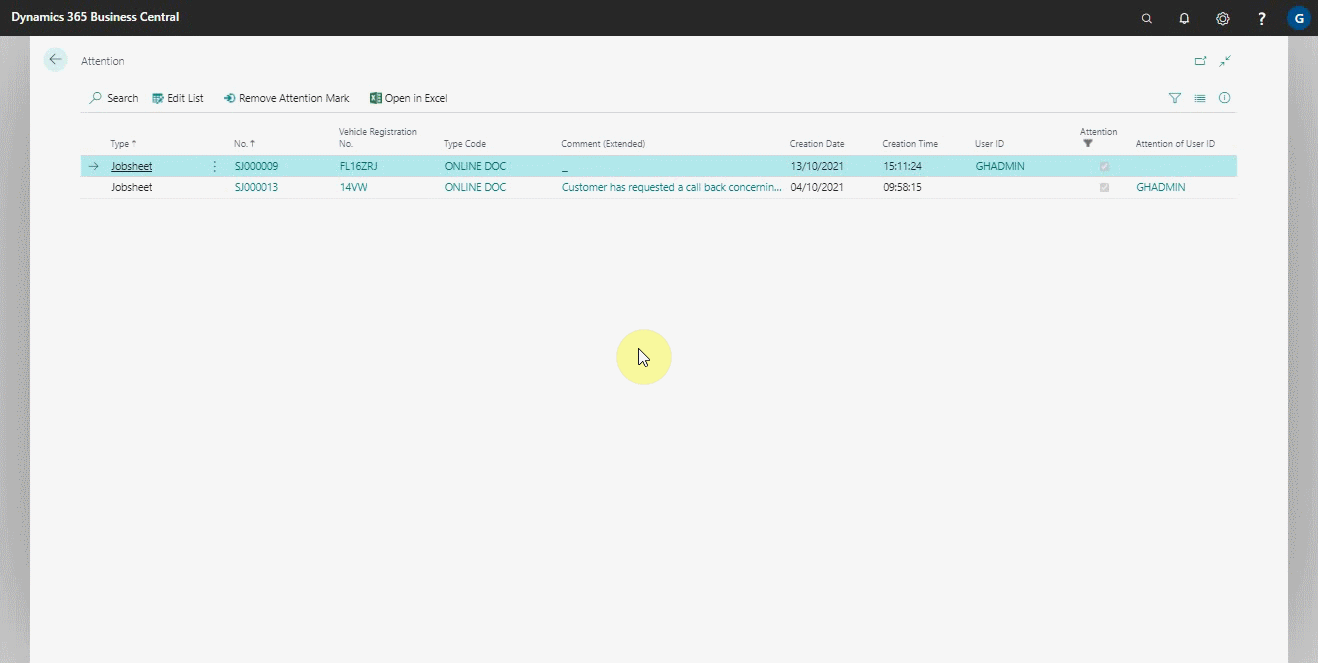 Dynamics 365 Business Central
? G
Attention
Search Edit List Remove Attention Mark Open in Excel
Type ↑ No. ↑ Vehicle Registration No. Type Code Comment (Extended) Creation Date Creation Time User ID Attention Attention of User ID
Jobsheet SJ000009 FL16ZRJ ONLINE DOC _ 13/10/2021 15:11:24 GHADMIN
Jobsheet SJ000013 14VW ONLINE DOC Customer has requested a call back concernin... 04/10/2021 09:58:15 GHADMIN